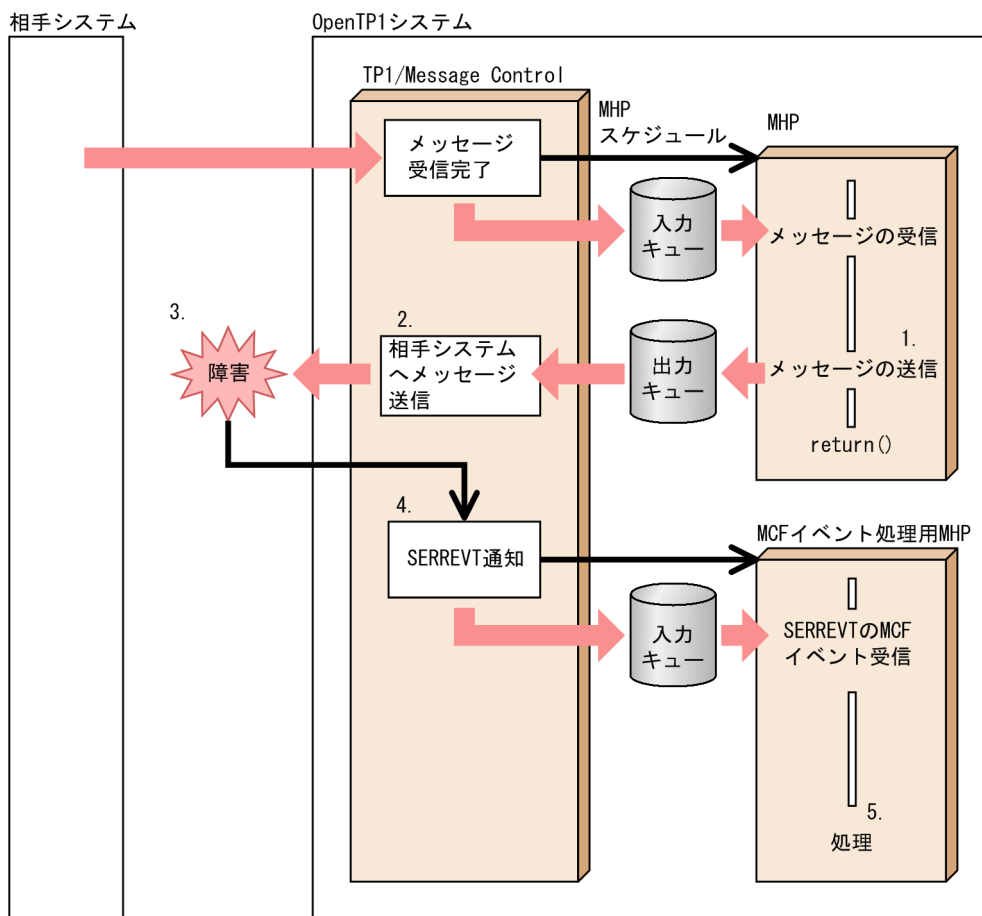 相手システム
OpenTP1システム
TP1/Message Control
MHP
スケジュール
MHP
メッセージ
受信完了
入力
キュー
メッセージの受信
3.
障害
2.
相手システム
へメッセージ
送信
出力
キュー
1.
メッセージの送信
return()
4.
SERREVT通知
MCFイベント処理用MHP
入力
キュー
SERREVTのMCF
イベント受信
5.
処理